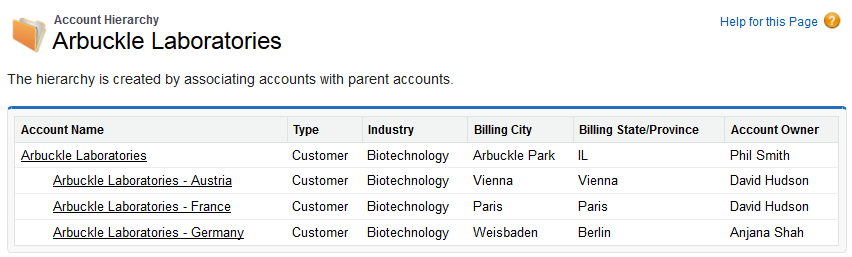 Account Hierarchy
Arbuckle Laboratories
Help for this Page ?
The hierarchy is created by associating accounts with parent accounts.
Account Name Type Industry Billing City Billing State/Province Account Owner
Arbuckle Laboratories Customer Biotechnology Arbuckle Park IL Phil Smith
Arbuckle Laboratories - Austria Customer Biotechnology Vienna Vienna David Hudson
Arbuckle Laboratories - France Customer Biotechnology Paris Paris David Hudson
Arbuckle Laboratories - Germany Customer Biotechnology Weisbaden Berlin Anjana Shah